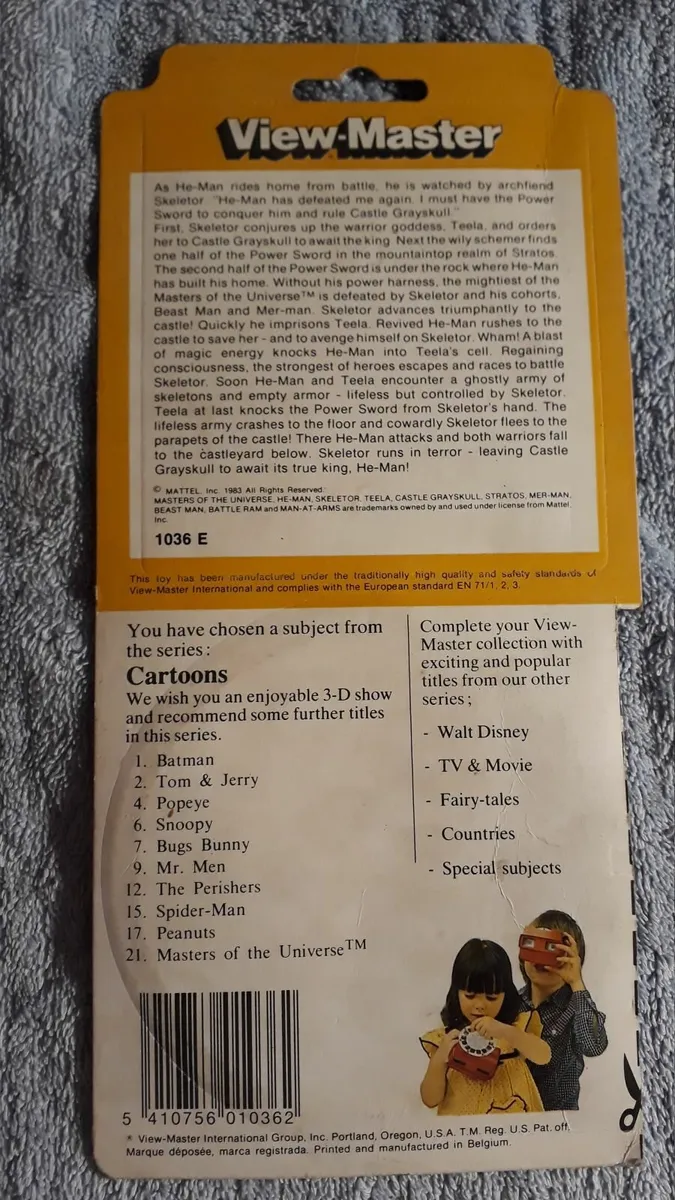 View-Master
As He-Man rides home from battle, he is watched by archfiend
Skeletor. "He-Man has defeated me again. I must have the Power
Sword to conquer him and rule Castle Grayskull."
First, Skeletor conjures up the warrior goddess, Teela, and orders
her to Castle Grayskull to await the king. Next the wily schemer finds
one half of the Power Sword in the mountaintop realm of Stratos.
The second half of the Power Sword is under the rock where He-Man
has built his home. Without his power harness, the mightiest of the
Masters of the Universe™ is defeated by Skeletor and his cohorts,
Beast Man and Mer-man. Skeletor advances triumphantly to the
castle! Quickly he imprisons Teela. Revived He-Man rushes to the
castle to save her - and to avenge himself on Skeletor. Wham! A blast
of magic energy knocks He-Man into Teela's cell. Regaining
consciousness, the strongest of heroes escapes and races to battle
Skeletor. Soon He-Man and Teela encounter a ghostly army of
skeletons and empty armor - lifeless but controlled by Skeletor.
Teela at last knocks the Power Sword from Skeletor's hand. The
lifeless army crashes to the floor and cowardly Skeletor flees to the
parapets of the castle! There He-Man attacks and both warriors fall
to the castleyard below. Skeletor runs in terror - leaving Castle
Grayskull to await its true king, He-Man!
© MATTEL, Inc. 1983 All Rights Reserved.
MASTERS OF THE UNIVERSE, HE-MAN, SKELETOR, TEELA, CASTLE GRAYSKULL, STRATOS, MER-MAN,
BEAST MAN, BATTLE RAM and MAN-AT-ARMS are trademarks owned by and used under license from Mattel,
Inc.
1036 E
This toy has been manufactured under the traditionally high quality and safety standards of
View-Master International and complies with the European standard EN 71/1, 2, 3.
You have chosen a subject from
the series :
Cartoons
We wish you an enjoyable 3-D show
and recommend some further titles
in this series.
1. Batman
2. Tom & Jerry
4. Popeye
6. Snoopy
7. Bugs Bunny
9. Mr. Men
12. The Perishers
15. Spider-Man
17. Peanuts
21. Masters of the Universe™
Complete your View-
Master collection with
exciting and popular
titles from our other
series ;
- Walt Disney
- TV & Movie
- Fairy-tales
- Countries
- Special subjects
5 410756 010362
* View-Master International Group, Inc. Portland, Oregon, U.S.A. T.M. Reg. U.S. Pat. off.
Marque déposée, marca registrada. Printed and manufactured in Belgium.